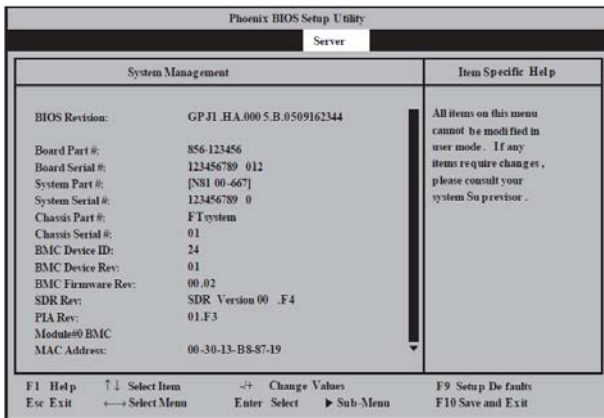 Phoenix BIOS Setup Utility
Server
System Management
Item Specific Help
BIOS Revision: GPJ1.HA.000 5.B.0509162344
Board Part #: 856-123456
Board Serial #: 123456789 012
System Part #: [N81 00-667]
System Serial #: 123456789 0
Chassis Part #: FTsystem
Chassis Serial #: 01
BMC Device ID: 24
BMC Device Rev: 01
BMC Firmware Rev: 00.02
SDR Rev: SDR Version 00 .F4
PIA Rev: 01.F3
Module#0 BMC
MAC Address: 00-30-13-B8-87-19
All items on this menu
cannot be modified in
user mode. If any
items require changes,
please consult your
system Su previsor.
F1 Help ↑↓ Select Item -/+ Change Values F9 Setup De faults
Esc Exit ←→ Select Menu Enter Select ▶ Sub-Menu F10 Save and Exit